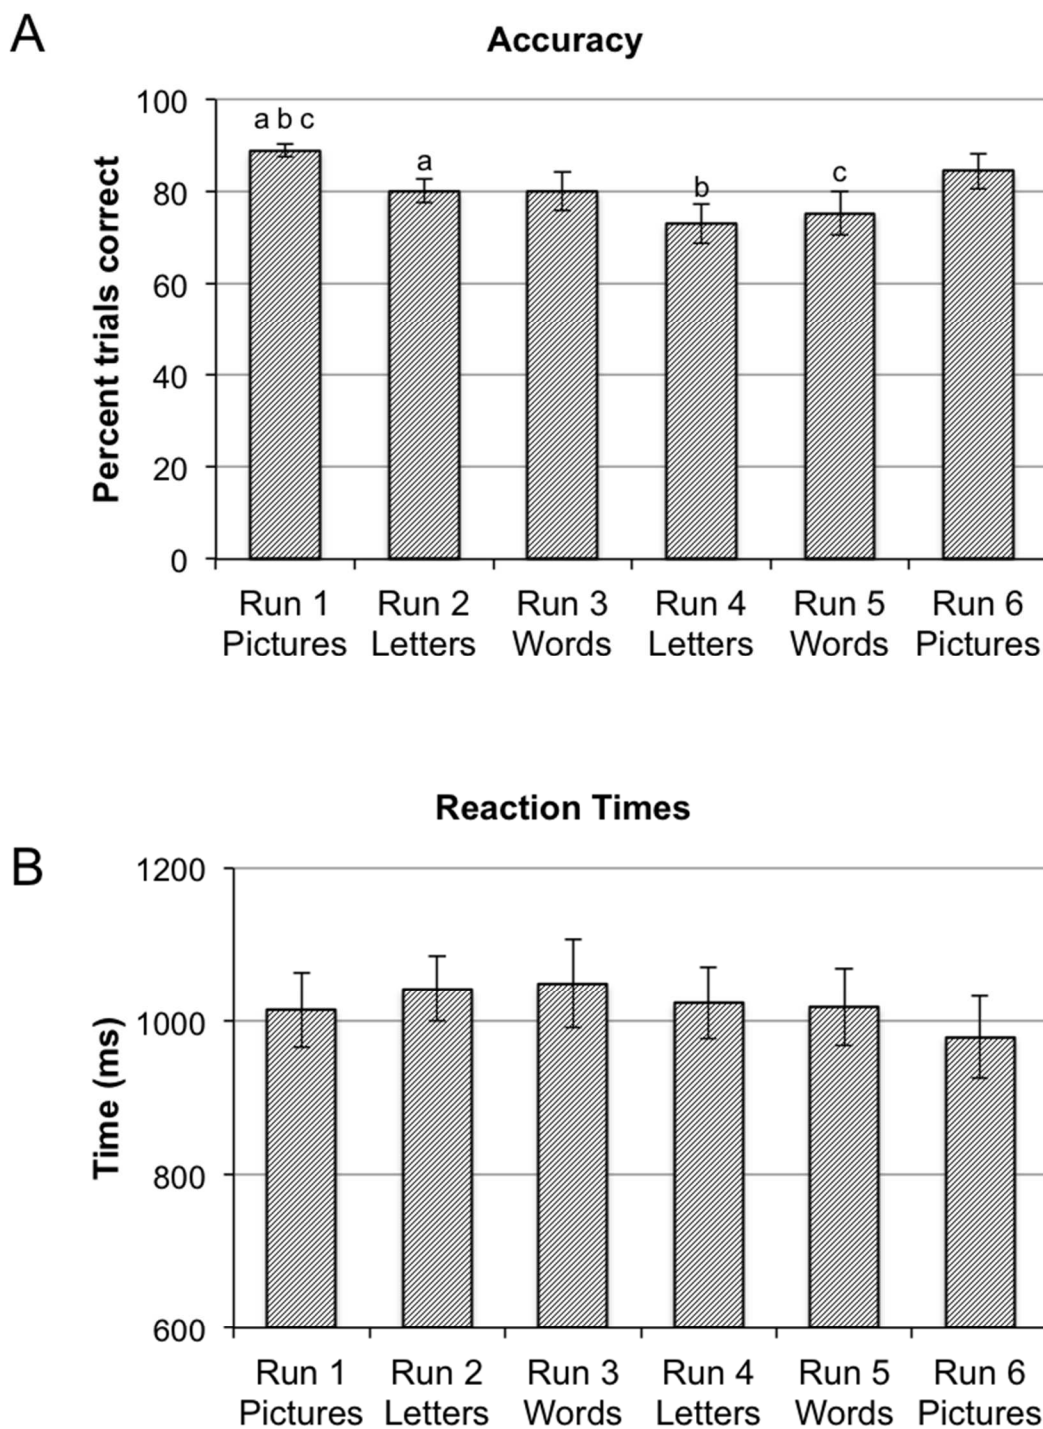 A
Accuracy
Percent trials correct
100
80
60
40
20
0
a b c
a
b
c
Run 1 Run 2 Run 3 Run 4 Run 5 Run 6
Pictures Letters Words Letters Words Pictures
Reaction Times
B
Time (ms)
1200
1000
800
600
Run 1 Run 2 Run 3 Run 4 Run 5 Run 6
Pictures Letters Words Letters Words Pictures